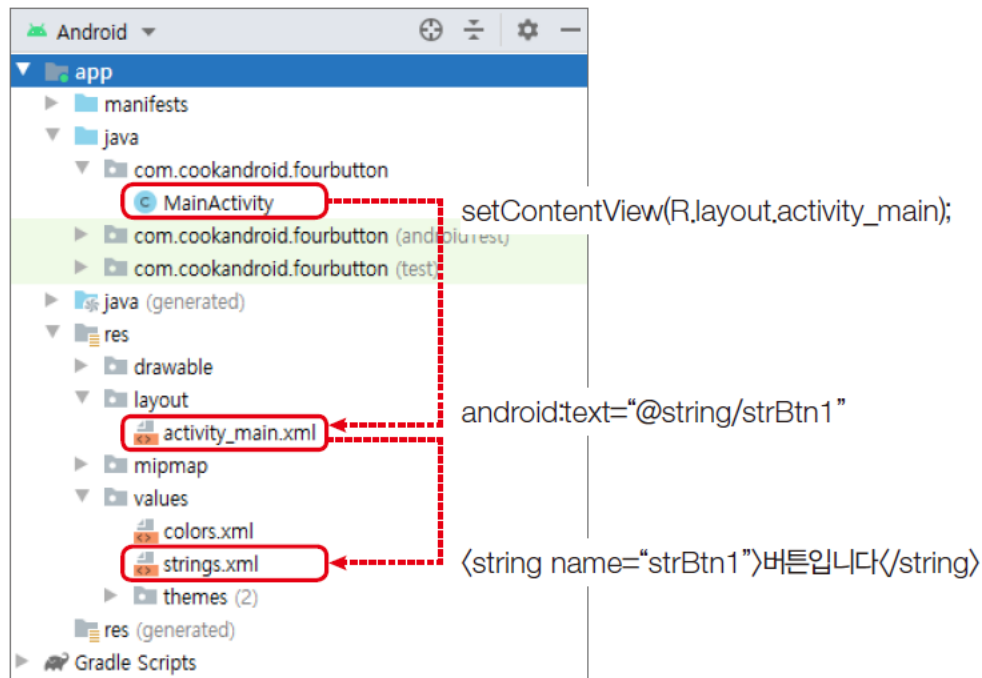 Android
app
manifests
java
com.cookandroid.fourbutton
MainActivity
setContentView(R.layout.activity_main);
com.cookandroid.fourbutton (androidTest)
com.cookandroid.fourbutton (test)
java (generated)
res
drawable
layout
android:text=“@string/strBtn1”
activity_main.xml
mipmap
values
colors.xml
strings.xml
〈string name=“strBtn1”〉버튼입니다〈/string〉
themes (2)
res (generated)
Gradle Scripts